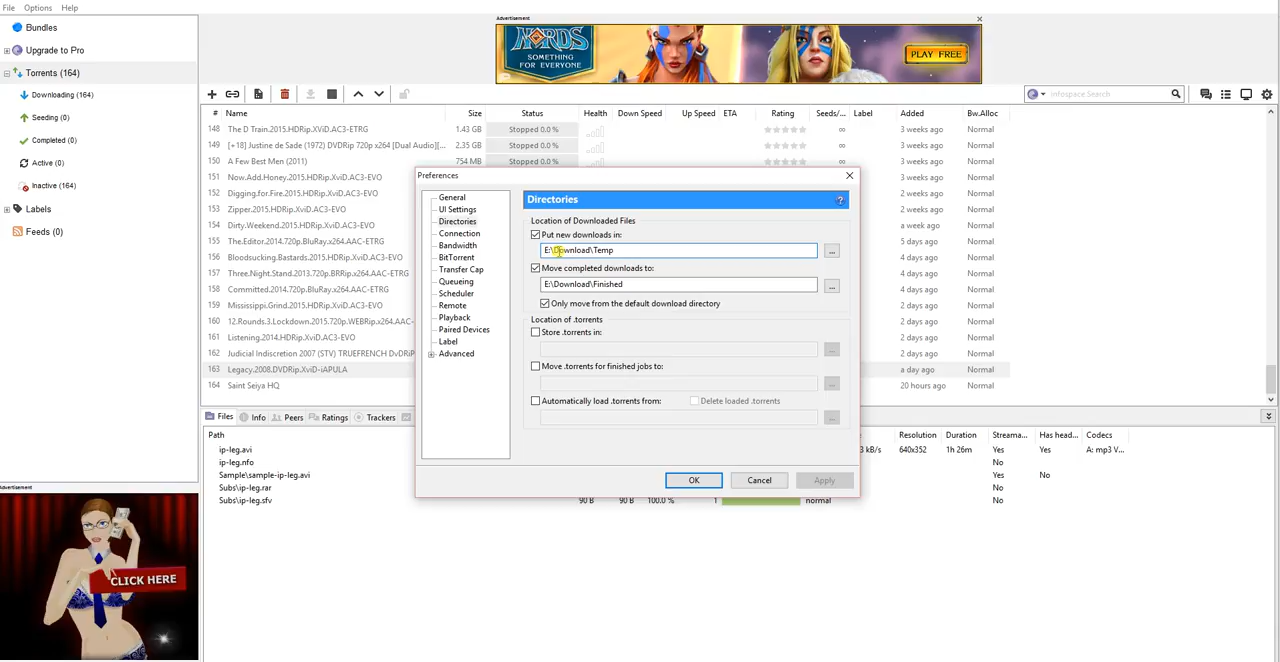 File Options Help
Advertisement
NORDS
SOMETHING
FOR EVERYONE
PLAY FREE
Bundles
Upgrade to Pro
Torrents (164)
Downloading (164)
Seeding (0)
Completed (0)
Active (0)
Inactive (164)
Labels
Feeds (0)
Infospace Search
# Name Size Status Health Down Speed Up Speed ETA Rating Seeds/... Label Added Bw.Alloc
148 The D Train.2015.HDRip.XViD.AC3-ETRG 1.43 GB Stopped 0.0 % ∞ 3 weeks ago Normal
149 [+18] Justine de Sade (1972) DVDRip 720p x264 [Dual Audio][... 2.35 GB Stopped 0.0 % ∞ 3 weeks ago Normal
150 A Few Best Men (2011) 754 MB Stopped 0.0 % ∞ 3 weeks ago Normal
151 Now.Add.Honey.2015.HDRip.XviD.AC3-EVO 3 weeks ago Normal
152 Digging.for.Fire.2015.HDRip.XviD.AC3-EVO 2 weeks ago Normal
153 Zipper.2015.HDRip.XviD.AC3-EVO 2 weeks ago Normal
154 Dirty.Weekend.2015.HDRip.XviD.AC3-EVO a week ago Normal
155 The.Editor.2014.720p.BluRay.x264.AAC-ETRG 5 days ago Normal
156 Bloodsucking.Bastards.2015.HDRip.XviD.AC3-EVO 4 days ago Normal
157 Three.Night.Stand.2013.720p.BRRip.x264.AAC-ETRG 4 days ago Normal
158 Committed.2014.720p.BluRay.x264.AAC-ETRG 4 days ago Normal
159 Mississippi.Grind.2015.HDRip.XviD.AC3-EVO 2 days ago Normal
160 12.Rounds.3.Lockdown.2015.720p.WEBRip.x264.AAC- 2 days ago Normal
161 Listening.2014.HDRip.XviD.AC3-EVO 2 days ago Normal
162 Judicial Indiscretion 2007 (STV) TRUEFRENCH DvDRiP 2 days ago Normal
163 Legacy.2008.DVDRip.XviD-iAPULA a day ago Normal
164 Saint Seiya HQ 20 hours ago Normal
Preferences
General
UI Settings
Directories
Connection
Bandwidth
BitTorrent
Transfer Cap
Queueing
Scheduler
Remote
Playback
Paired Devices
Label
Advanced
Directories
Location of Downloaded Files
Put new downloads in:
E:\Download\Temp
...
Move completed downloads to:
E:\Download\Finished
...
Only move from the default download directory
Location of .torrents
Store .torrents in:
...
Move .torrents for finished jobs to:
...
Automatically load .torrents from: Delete loaded .torrents
...
OK Cancel Apply
Files Info Peers Ratings Trackers
Path Resolution Duration Streama... Has head... Codecs
ip-leg.avi 3 kB/s 640x352 1h 26m Yes Yes A: mp3 V...
ip-leg.nfo No
Sample\sample-ip-leg.avi Yes No
Subs\ip-leg.rar No
Subs\ip-leg.sfv 90 B 90 B 100.0 % 1 normal No
Advertisement
CLICK HERE